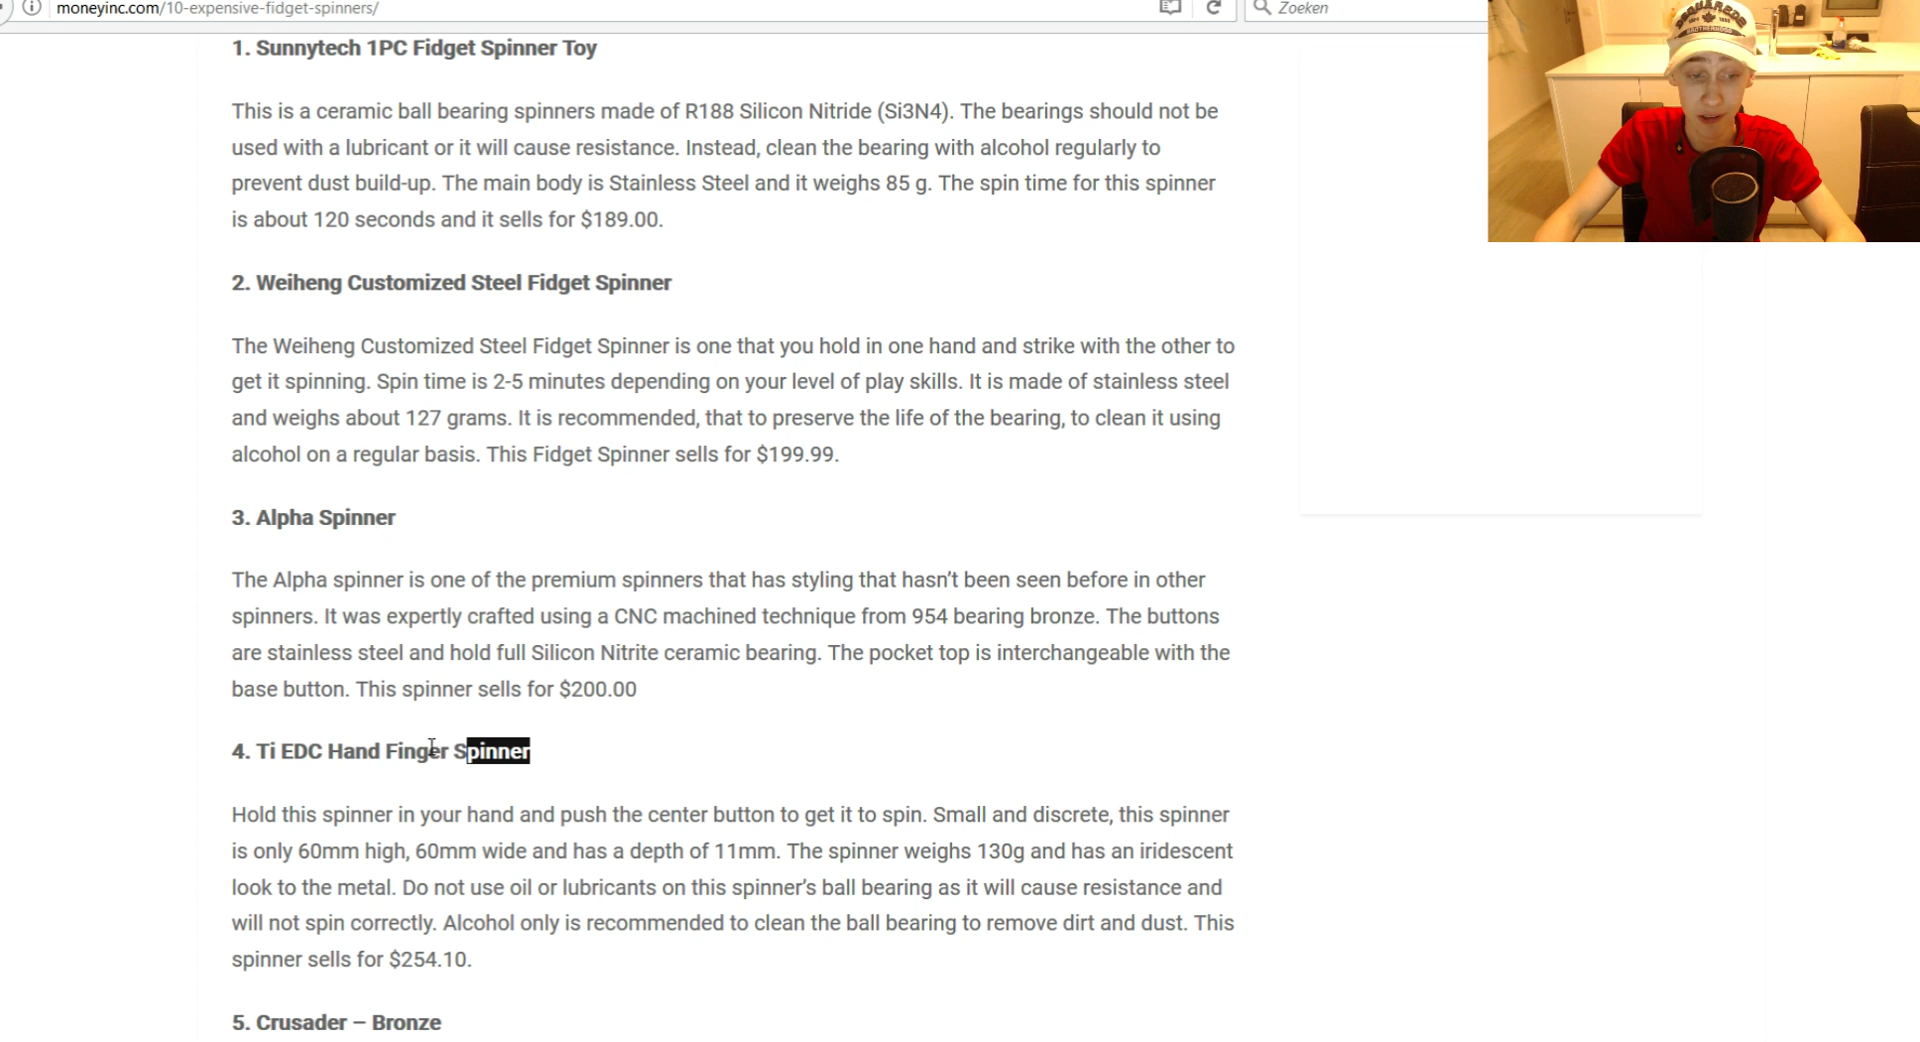 moneyinc.com/10-expensive-fidget-spinners/
Zoeken
1. Sunnytech 1PC Fidget Spinner Toy
This is a ceramic ball bearing spinners made of R188 Silicon Nitride (Si3N4). The bearings should not be
used with a lubricant or it will cause resistance. Instead, clean the bearing with alcohol regularly to
prevent dust build-up. The main body is Stainless Steel and it weighs 85 g. The spin time for this spinner
is about 120 seconds and it sells for $189.00.
2. Weiheng Customized Steel Fidget Spinner
The Weiheng Customized Steel Fidget Spinner is one that you hold in one hand and strike with the other to
get it spinning. Spin time is 2-5 minutes depending on your level of play skills. It is made of stainless steel
and weighs about 127 grams. It is recommended, that to preserve the life of the bearing, to clean it using
alcohol on a regular basis. This Fidget Spinner sells for $199.99.
3. Alpha Spinner
The Alpha spinner is one of the premium spinners that has styling that hasn’t been seen before in other
spinners. It was expertly crafted using a CNC machined technique from 954 bearing bronze. The buttons
are stainless steel and hold full Silicon Nitrite ceramic bearing. The pocket top is interchangeable with the
base button. This spinner sells for $200.00
4. Ti EDC Hand Finger Spinner
Hold this spinner in your hand and push the center button to get it to spin. Small and discrete, this spinner
is only 60mm high, 60mm wide and has a depth of 11mm. The spinner weighs 130g and has an iridescent
look to the metal. Do not use oil or lubricants on this spinner’s ball bearing as it will cause resistance and
will not spin correctly. Alcohol only is recommended to clean the ball bearing to remove dirt and dust. This
spinner sells for $254.10.
5. Crusader – Bronze